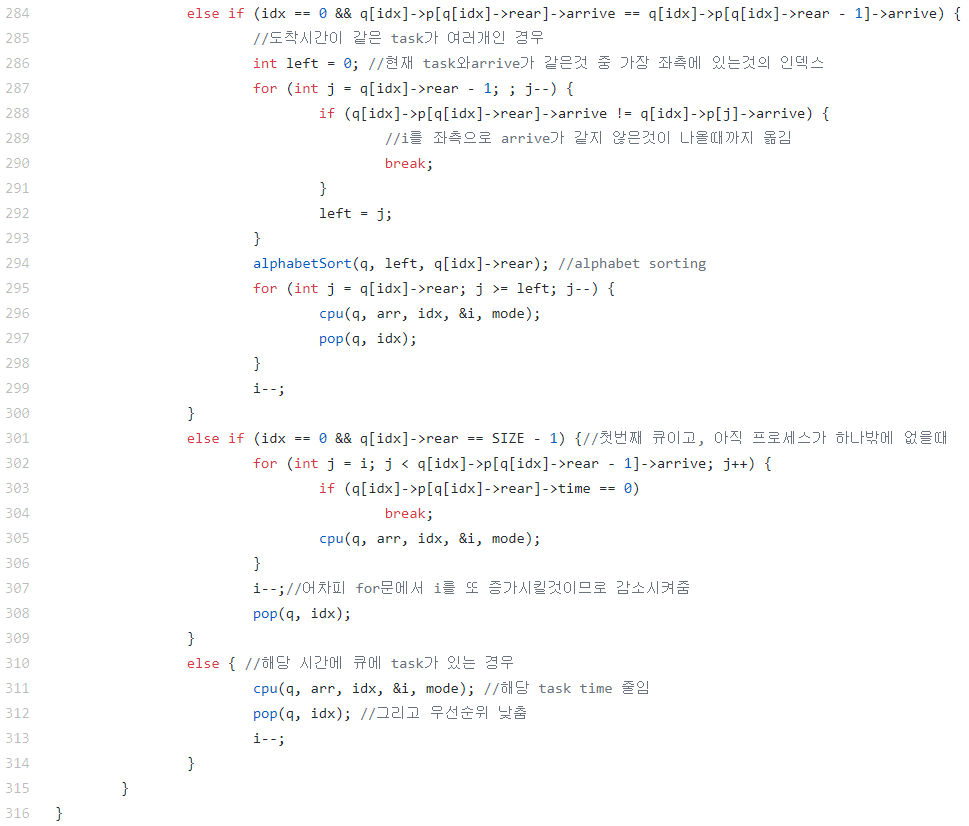 284 else if (idx == 0 && q[idx]->p[q[idx]->rear]->arrive == q[idx]->p[q[idx]->rear - 1]->arrive) {
285 //도착시간이 같은 task가 여러개인 경우
286 int left = 0; //현재 task와arrive가 같은것 중 가장 좌측에 있는것의 인덱스
287 for (int j = q[idx]->rear - 1; ; j--) {
288 if (q[idx]->p[q[idx]->rear]->arrive != q[idx]->p[j]->arrive) {
289 //i를 좌측으로 arrive가 같지 않은것이 나올때까지 옮김
290 break;
291 }
292 left = j;
293 }
294 alphabetSort(q, left, q[idx]->rear); //alphabet sorting
295 for (int j = q[idx]->rear; j >= left; j--) {
296 cpu(q, arr, idx, &i, mode);
297 pop(q, idx);
298 }
299 i--;
300 }
301 else if (idx == 0 && q[idx]->rear == SIZE - 1) {//첫번째 큐이고, 아직 프로세스가 하나밖에 없을때
302 for (int j = i; j < q[idx]->p[q[idx]->rear - 1]->arrive; j++) {
303 if (q[idx]->p[q[idx]->rear]->time == 0)
304 break;
305 cpu(q, arr, idx, &i, mode);
306 }
307 i--;//어차피 for문에서 i를 또 증가시킬것이므로 감소시켜줌
308 pop(q, idx);
309 }
310 else { //해당 시간에 큐에 task가 있는 경우
311 cpu(q, arr, idx, &i, mode); //해당 task time 줄임
312 pop(q, idx); //그리고 우선순위 낮춤
313 i--;
314 }
315 }
316 }